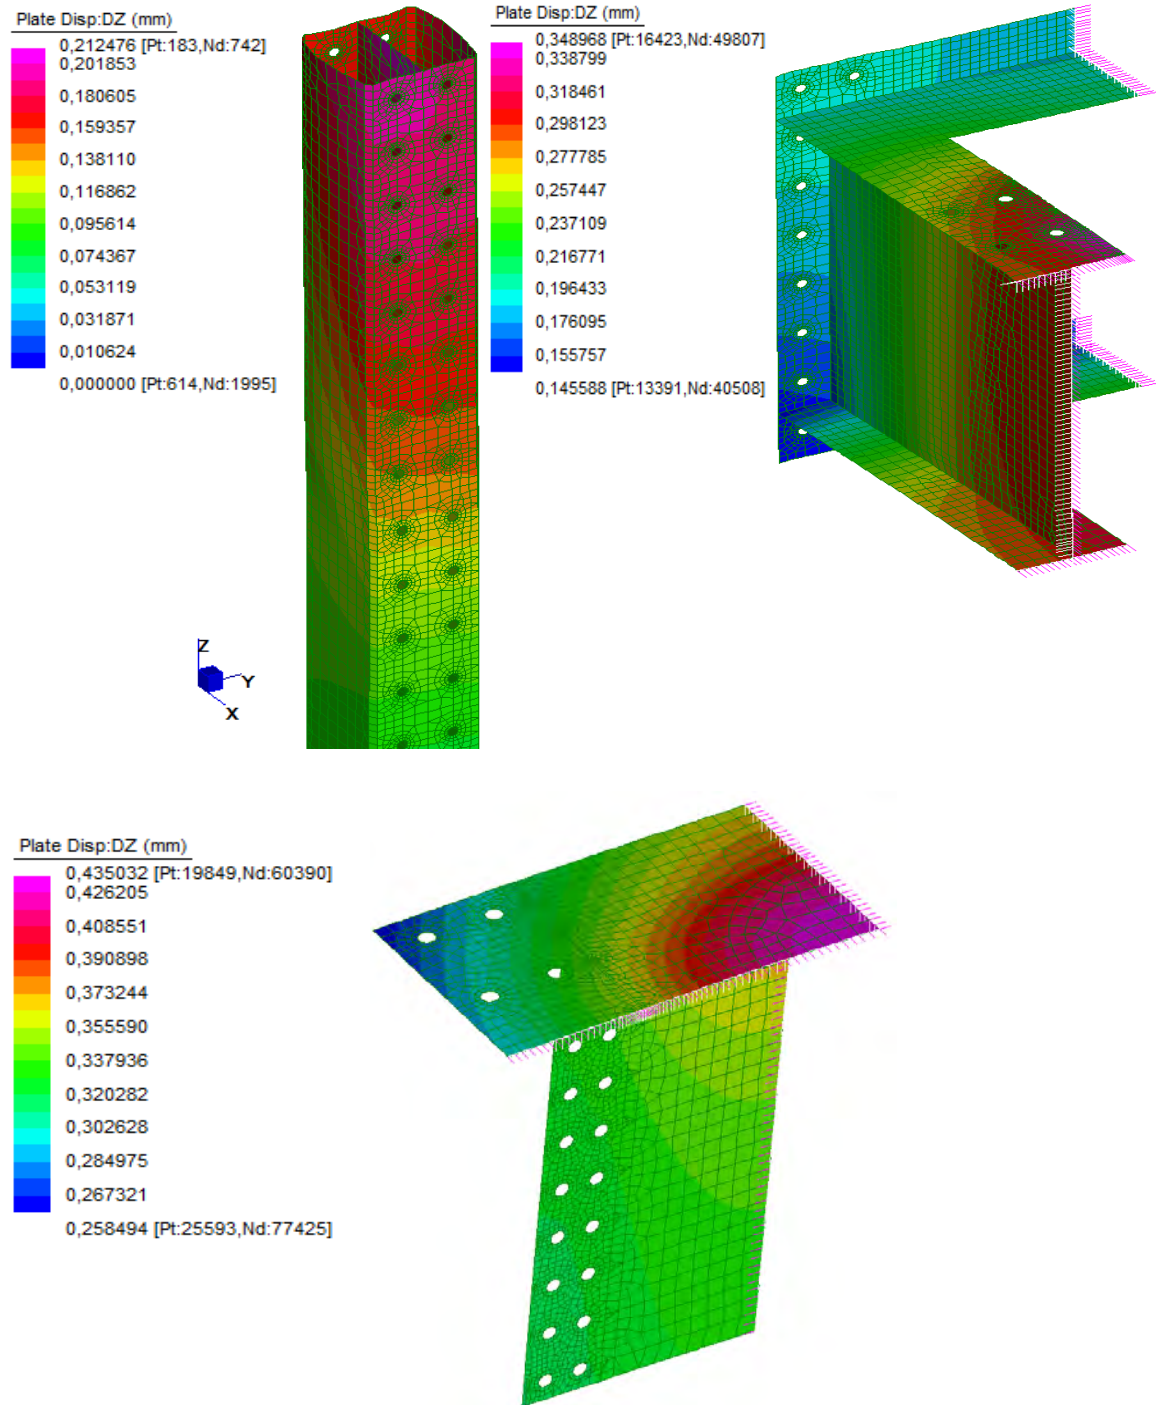 Plate Disp:DZ (mm)
0,212476 [Pt:183,Nd:742]
0,201853
0,180605
0,159357
0,138110
0,116862
0,095614
0,074367
0,053119
0,031871
0,010624
0,000000 [Pt:614,Nd:1995]
Z
Y
X
Plate Disp:DZ (mm)
0,348968 [Pt:16423,Nd:49807]
0,338799
0,318461
0,298123
0,277785
0,257447
0,237109
0,216771
0,196433
0,176095
0,155757
0,145588 [Pt:13391,Nd:40508]
Plate Disp:DZ (mm)
0,435032 [Pt:19849,Nd:60390]
0,426205
0,408551
0,390898
0,373244
0,355590
0,337936
0,320282
0,302628
0,284975
0,267321
0,258494 [Pt:25593,Nd:77425]